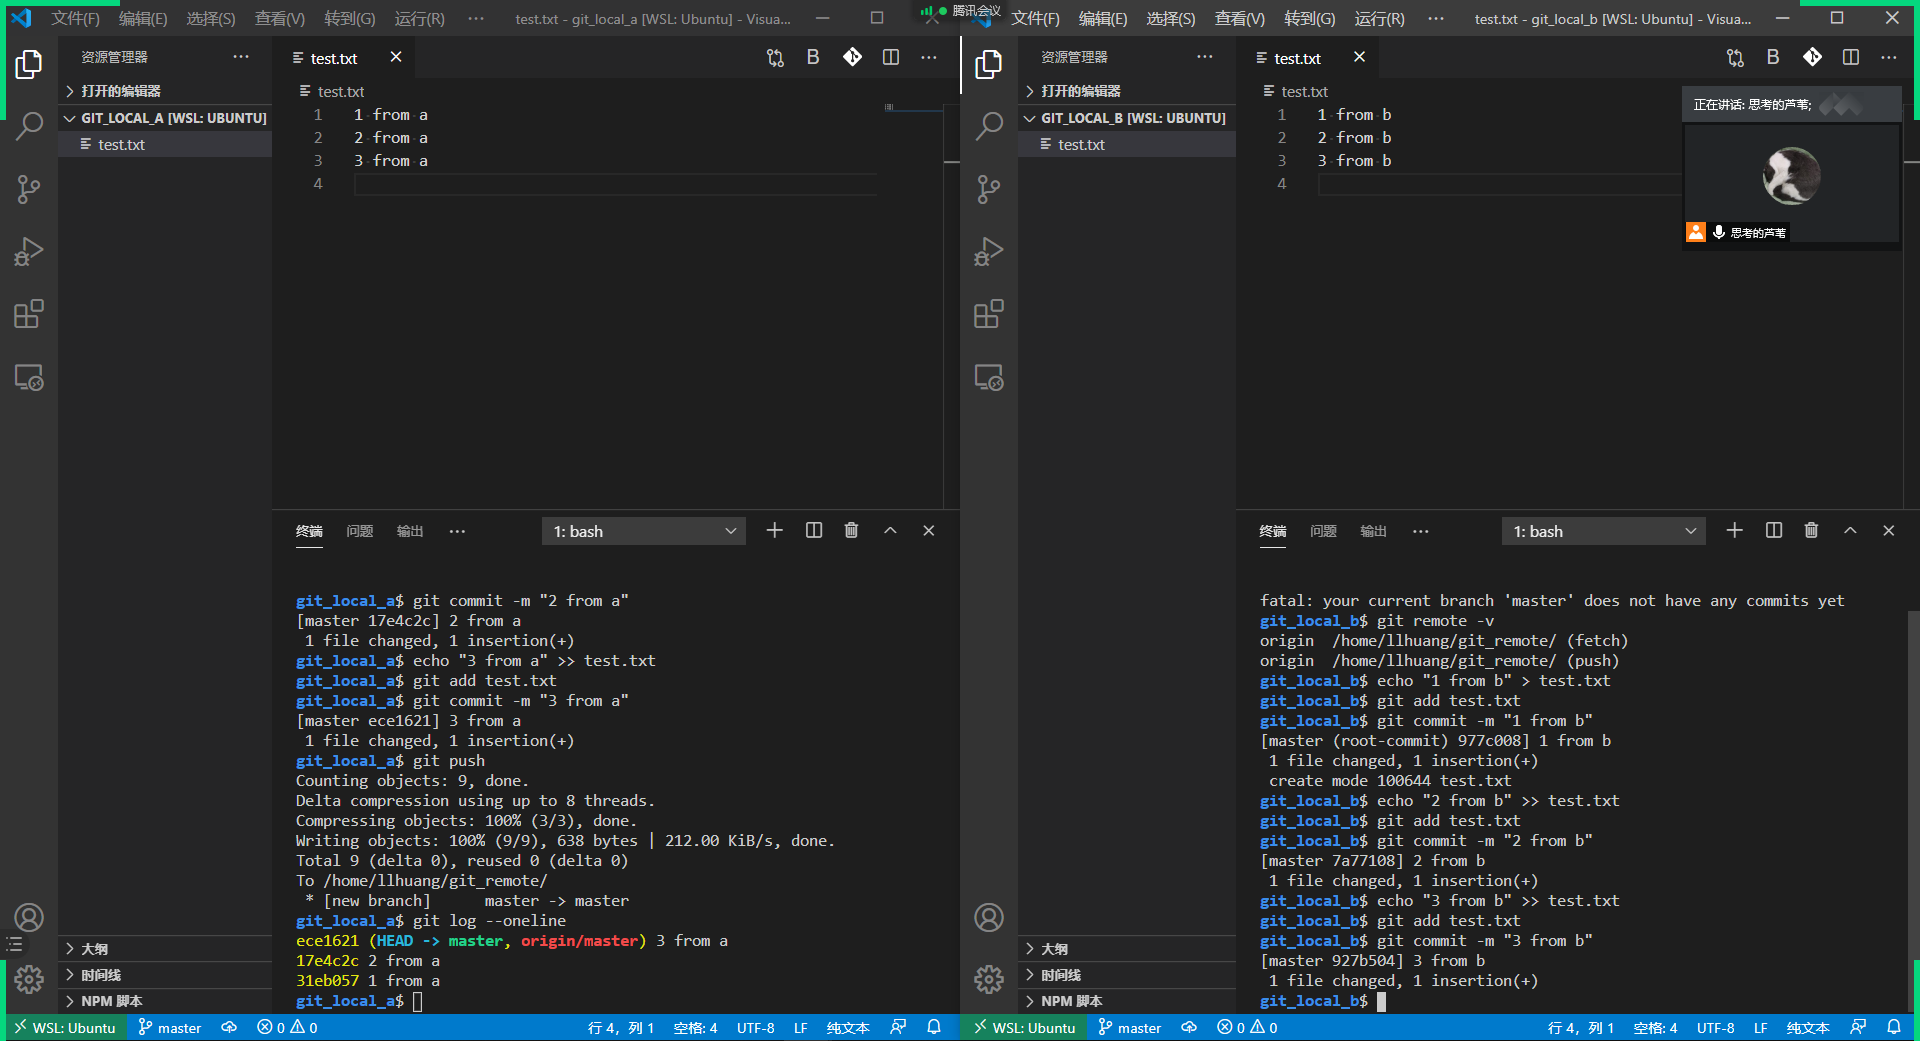 文件(F) 编辑(E) 选择(S) 查看(V) 转到(G) 运行(R) ··· test.txt - git_local_a [WSL: Ubuntu] - Visua...
资源管理器 ···
打开的编辑器
GIT_LOCAL_A [WSL: UBUNTU]
test.txt
test.txt
test.txt
1 1 from a
2 2 from a
3 3 from a
4
终端 问题 输出 ··· 1: bash
git_local_a$ git commit -m "2 from a"
[master 17e4c2c] 2 from a
1 file changed, 1 insertion(+)
git_local_a$ echo "3 from a" >> test.txt
git_local_a$ git add test.txt
git_local_a$ git commit -m "3 from a"
[master ece1621] 3 from a
1 file changed, 1 insertion(+)
git_local_a$ git push
Counting objects: 9, done.
Delta compression using up to 8 threads.
Compressing objects: 100% (3/3), done.
Writing objects: 100% (9/9), 638 bytes | 212.00 KiB/s, done.
Total 9 (delta 0), reused 0 (delta 0)
To /home/llhuang/git_remote/
* [new branch] master -> master
git_local_a$ git log --oneline
ece1621 (HEAD -> master, origin/master) 3 from a
17e4c2c 2 from a
31eb057 1 from a
git_local_a$
大纲
时间线
NPM 脚本
WSL: Ubuntu master 0 0 行 4，列 1 空格: 4 UTF-8 LF 纯文本
腾讯会议
文件(F) 编辑(E) 选择(S) 查看(V) 转到(G) 运行(R) ··· test.txt - git_local_b [WSL: Ubuntu] - Visua...
资源管理器 ···
打开的编辑器
GIT_LOCAL_B [WSL: UBUNTU]
test.txt
test.txt
test.txt
1 1 from b
2 2 from b
3 3 from b
4
正在讲话: 思考的芦苇;
思考的芦苇
终端 问题 输出 ··· 1: bash
fatal: your current branch 'master' does not have any commits yet
git_local_b$ git remote -v
origin /home/llhuang/git_remote/ (fetch)
origin /home/llhuang/git_remote/ (push)
git_local_b$ echo "1 from b" > test.txt
git_local_b$ git add test.txt
git_local_b$ git commit -m "1 from b"
[master (root-commit) 977c008] 1 from b
1 file changed, 1 insertion(+)
create mode 100644 test.txt
git_local_b$ echo "2 from b" >> test.txt
git_local_b$ git add test.txt
git_local_b$ git commit -m "2 from b"
[master 7a77108] 2 from b
1 file changed, 1 insertion(+)
git_local_b$ echo "3 from b" >> test.txt
git_local_b$ git add test.txt
git_local_b$ git commit -m "3 from b"
[master 927b504] 3 from b
1 file changed, 1 insertion(+)
git_local_b$
大纲
时间线
NPM 脚本
WSL: Ubuntu master 0 0 行 4，列 1 空格: 4 UTF-8 LF 纯文本